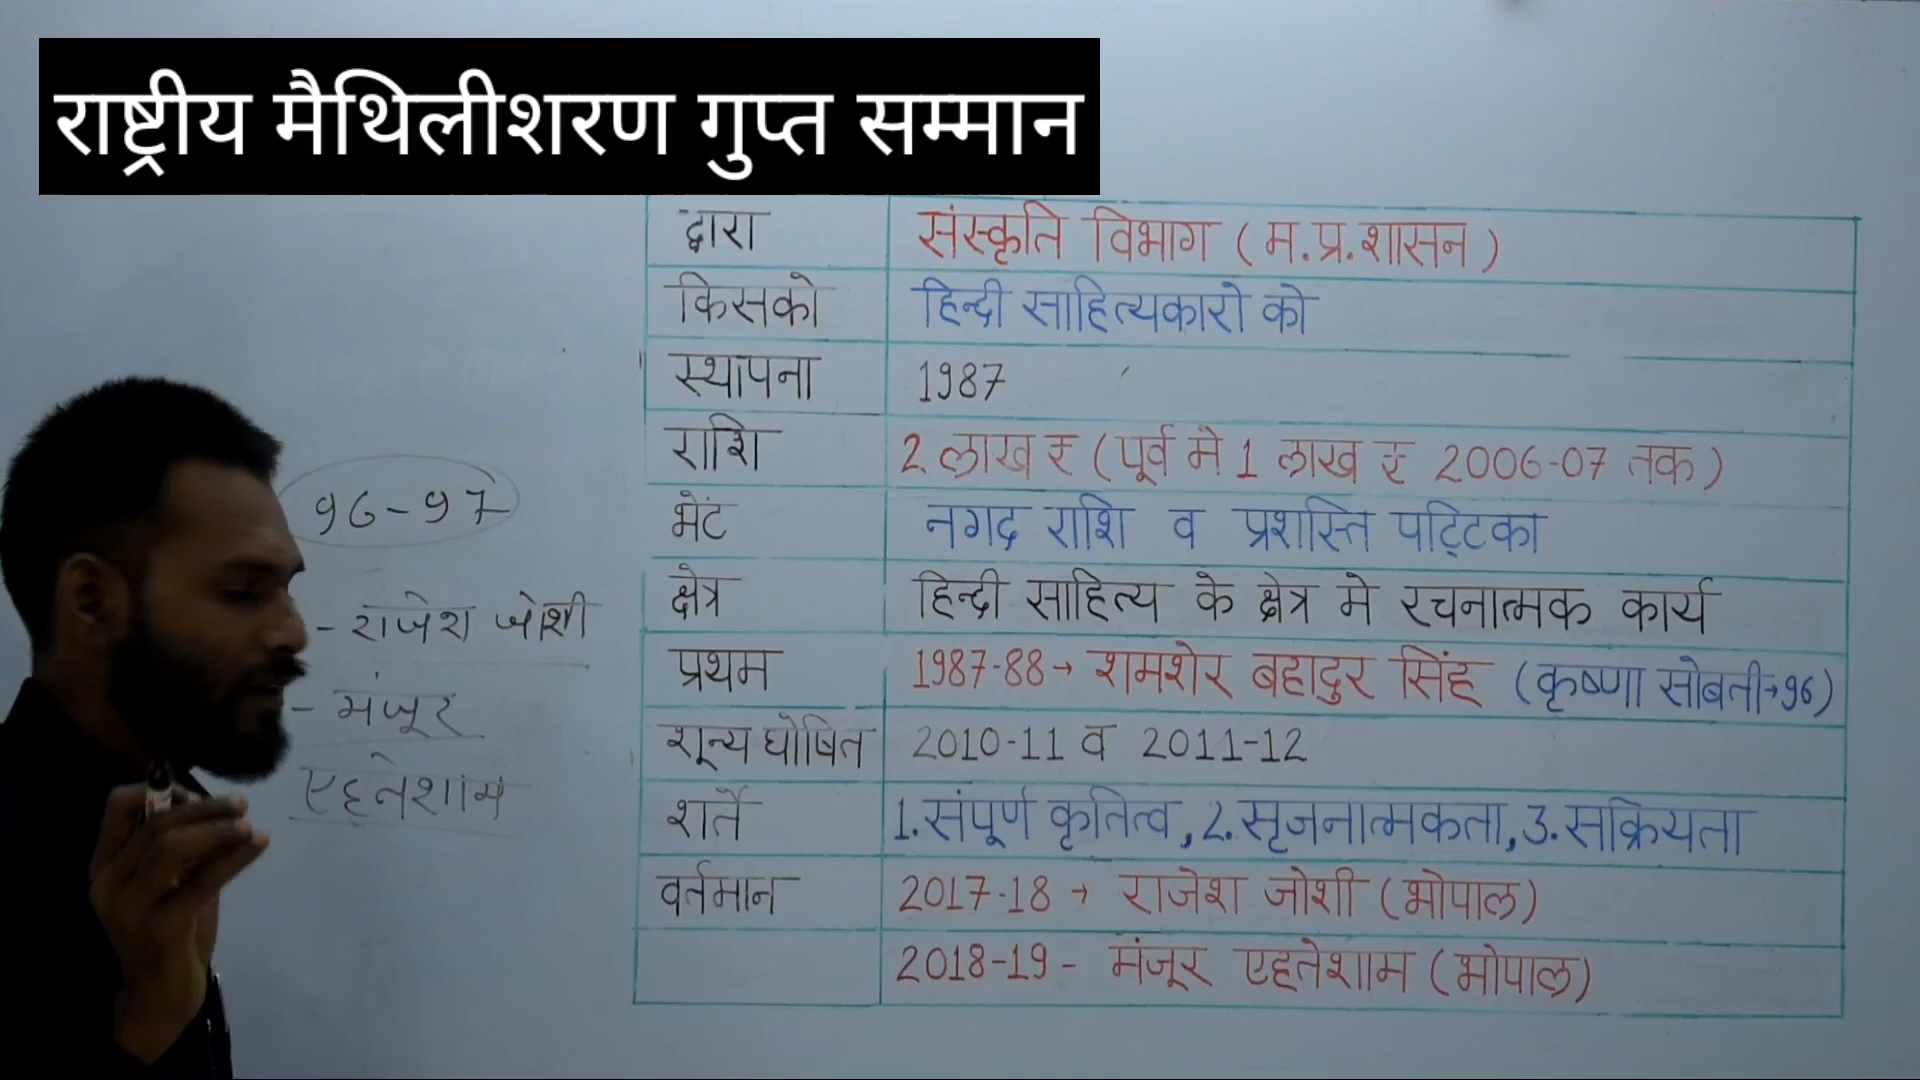 राष्ट्रीय मैथिलीशरण गुप्त सम्मान
द्वारा संस्कृति विभाग (म.प्र.शासन)
किसको हिन्दी साहित्यकारो को
स्थापना 1987
राशि 2 लाख ₹ (पूर्व मे 1 लाख ₹ 2006-07 तक)
भेंट नगद राशि व प्रशस्ति पट्टिका
क्षेत्र हिन्दी साहित्य के क्षेत्र मे रचनात्मक कार्य
प्रथम 1987-88→ शमशेर बहादुर सिंह (कृष्णा सोबती→96)
शून्य घोषित 2010-11 व 2011-12
शर्ते 1.संपूर्ण कृतित्व, 2.सृजनात्मकता, 3.सक्रियता
वर्तमान 2017-18 → राजेश जोशी (भोपाल)
2018-19 - मंजूर एहतेशाम (भोपाल)
96-97
- राजेश जोशी
- मंजूर
एहतेशाम